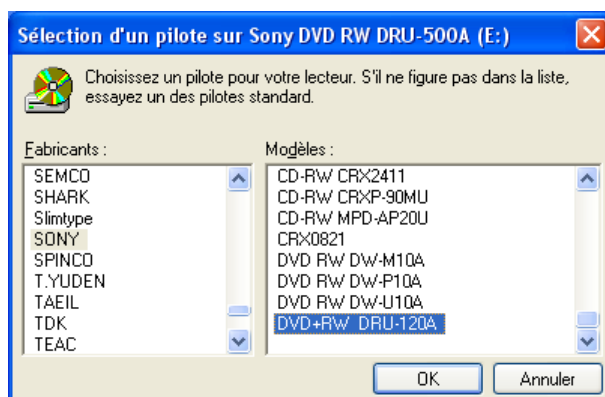 Sélection d'un pilote sur Sony DVD RW DRU-500A (E:)
Choisissez un pilote pour votre lecteur. S'il ne figure pas dans la liste,
essayez un des pilotes standard.
Fabricants :
SEMCO
SHARK
Slimtype
SONY
SPINCO
T.YUDEN
TAEIL
TDK
TEAC
Modèles :
CD-RW CRX2411
CD-RW CRXP-90MU
CD-RW MPD-AP20U
CRX0821
DVD RW DW-M10A
DVD RW DW-P10A
DVD RW DW-U10A
DVD+RW  DRU-120A
OK
Annuler